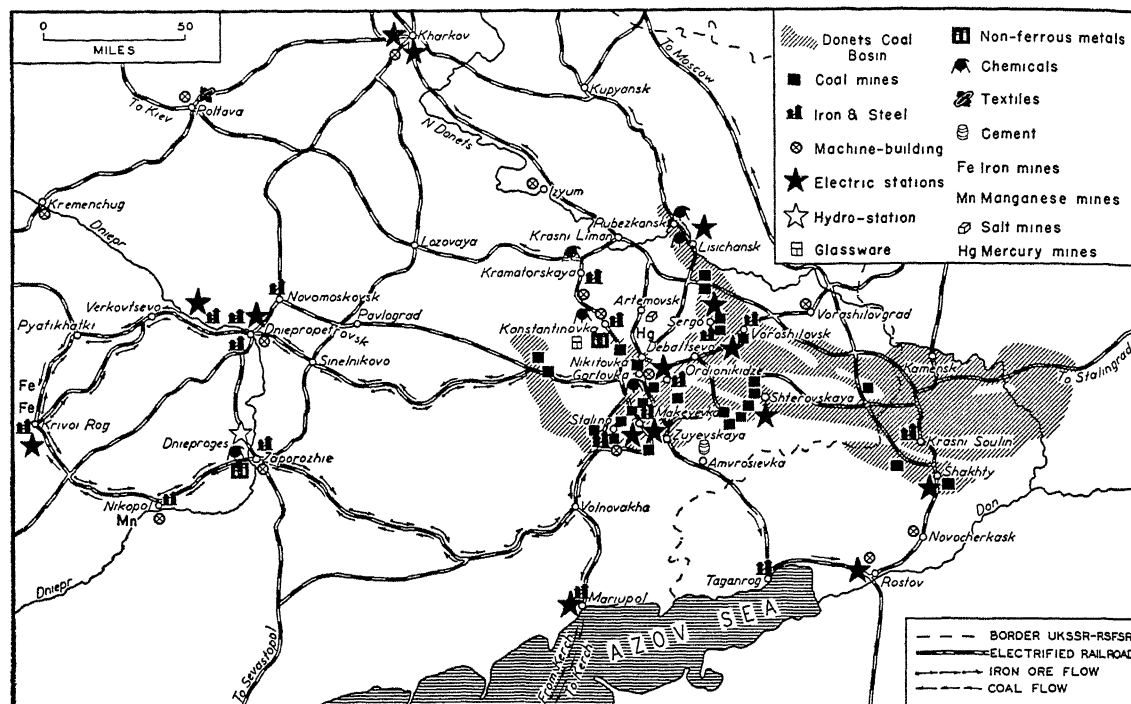 0 50
MILES
Donets Coal
Basin
Coal mines
Iron & Steel
Machine-building
Electric stations
Hydro-station
Glassware
Non-ferrous metals
Chemicals
Textiles
Cement
Fe Iron mines
Mn Manganese mines
Salt mines
Hg Mercury mines
Kharkov
To Moscow
Kupyansk
To Kiev
Poltava
N Donets
Izyum
Kremenchug
Dniepr
Lozovaya
Krasni Liman
Rubezkansk
Lisichansk
Kramatorskaya
Artemovsk
Hg
Novomoskovsk
Verkovtsevo
Pyatikhatki
Dniepropetrovsk
Pavlograd
Konstantinovka
Sergo
Voroshilovsk
Voroshilovgrad
Sinelnikovo
Nikitovka
Debaltsevo
Gorlovka
Ordjonikidze
Kamensk
To Stalingrad
Fe
Fe
Krivoi Rog
Shterovskaya
Stalino
Makeyevka
Zuyevskaya
Krasni Soulin
Dnieproges
Zaporozhie
Amvrosievka
Shakhty
Nikopol
Mn
Volnovakha
Don
Novocherkask
Dniepr
Taganrog
Rostov
Mariupol
AZOV SEA
To Sevastopol
From Kerch
To Kerch
BORDER UKSSR-RSFSR
ELECTRIFIED RAILROAD
IRON ORE FLOW
COAL FLOW